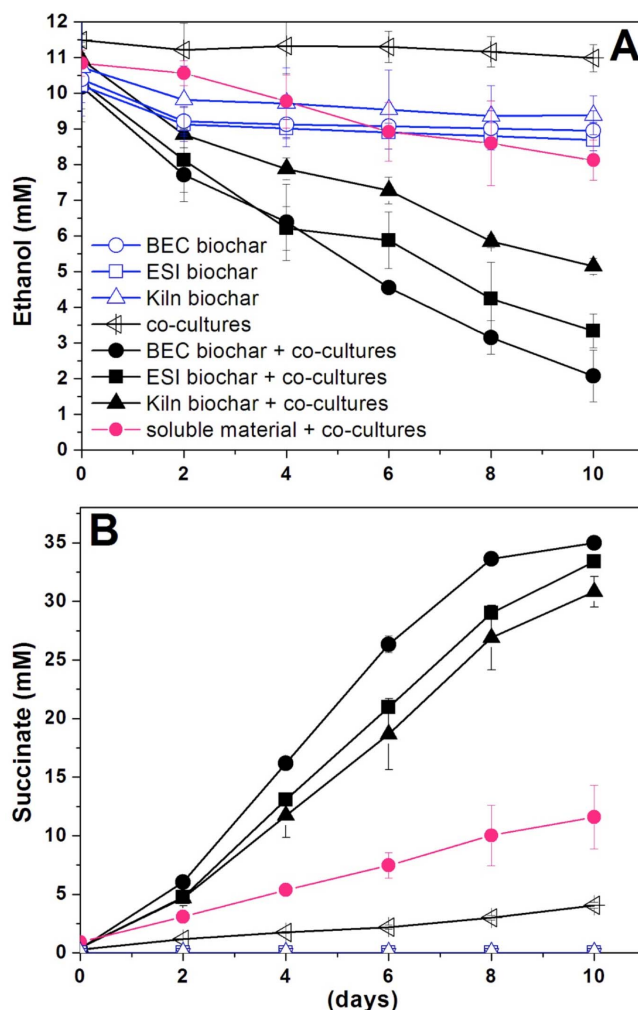 A
12
11
10
9
8
7
6
5
4
3
2
1
0
Ethanol (mM)
BEC biochar
ESI biochar
Kiln biochar
co-cultures
BEC biochar + co-cultures
ESI biochar + co-cultures
Kiln biochar + co-cultures
soluble material + co-cultures
0 2 4 6 8 10
B
35
30
25
20
15
10
5
0
Succinate (mM)
0 2 4 6 8 10
(days)